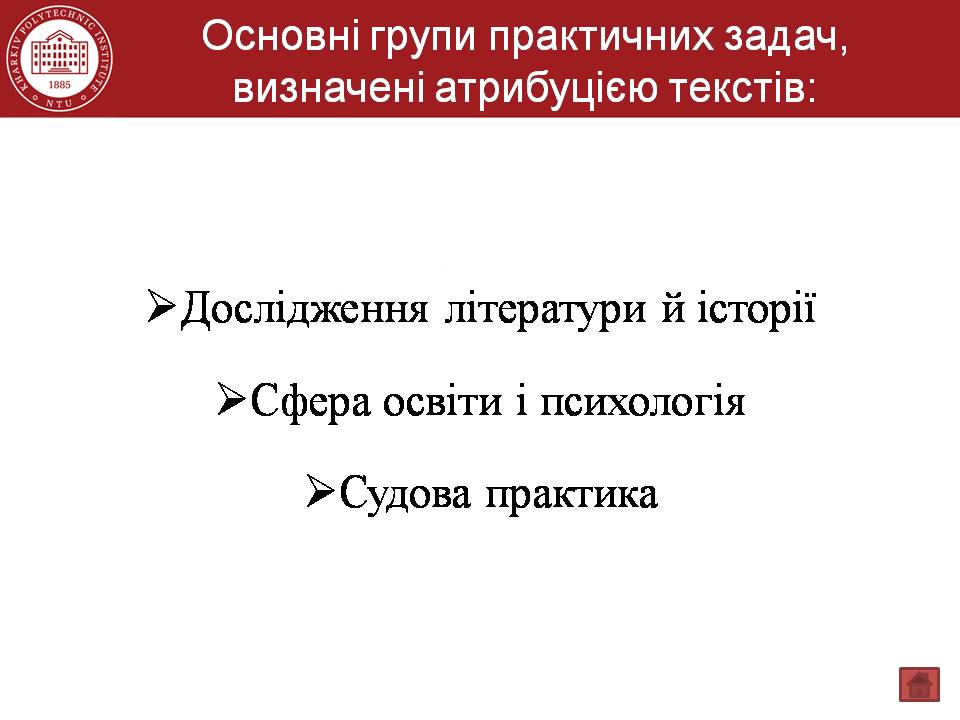 Основні групи практичних задач,
визначені атрибуцією текстів:
KHARKIV POLYTECHNIC INSTITUTE
1885
NTU
➢Дослідження літератури й історії
➢Сфера освіти і психологія
➢Судова практика